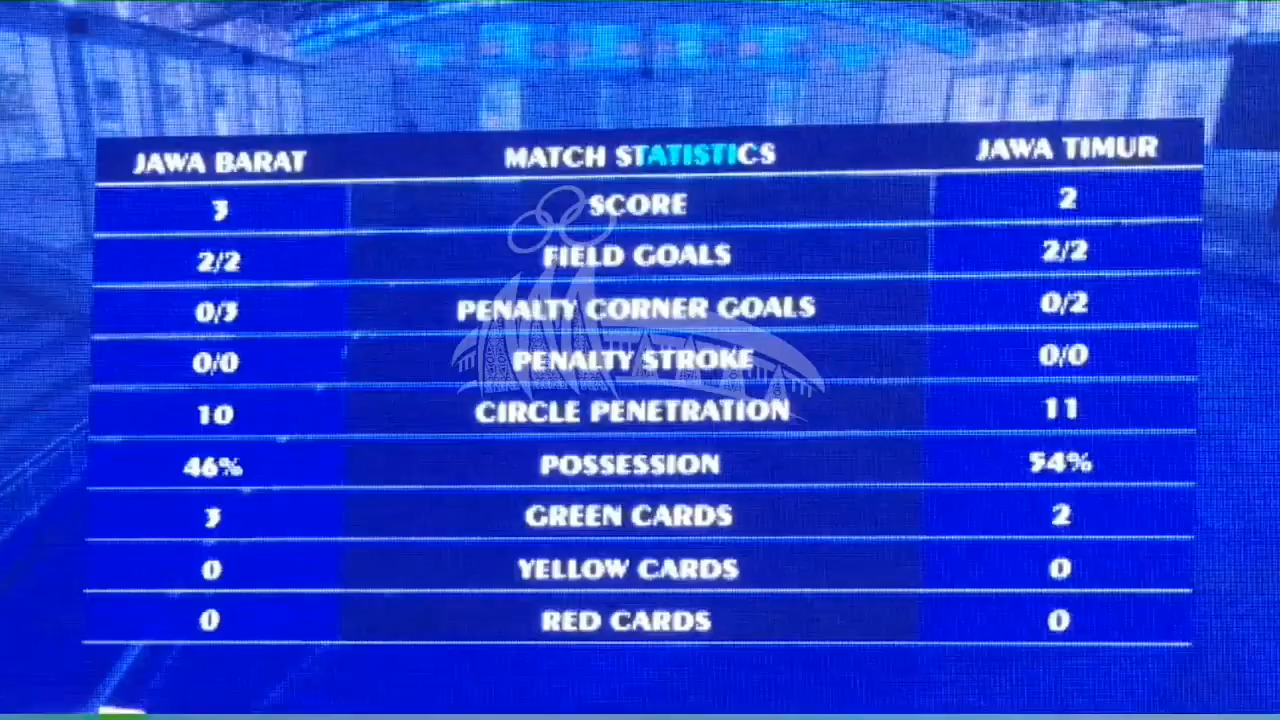 JAWA BARAT MATCH STATISTICS JAWA TIMUR
3 SCORE 2
2/2 FIELD GOALS 2/2
0/3 PENALTY CORNER GOALS 0/2
0/0 PENALTY STROKE 0/0
10 CIRCLE PENETRATION 11
46% POSSESSION 54%
3 GREEN CARDS 2
0 YELLOW CARDS 0
0 RED CARDS 0